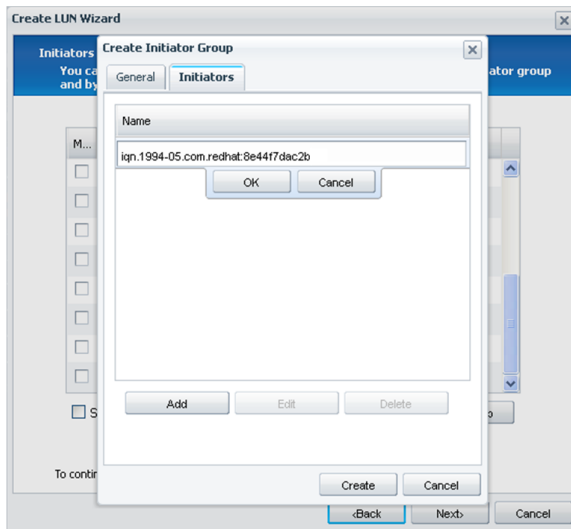 Create LUN Wizard
Initiators
You ca
and by
ator group
Create Initiator Group
General
Initiators
Name
M...
iqn.1994-05.com.redhat:8e44f7dac2b
OK
Cancel
S
Add
Edit
Delete
To contin
Create
Cancel
<Back
Next>
Cancel